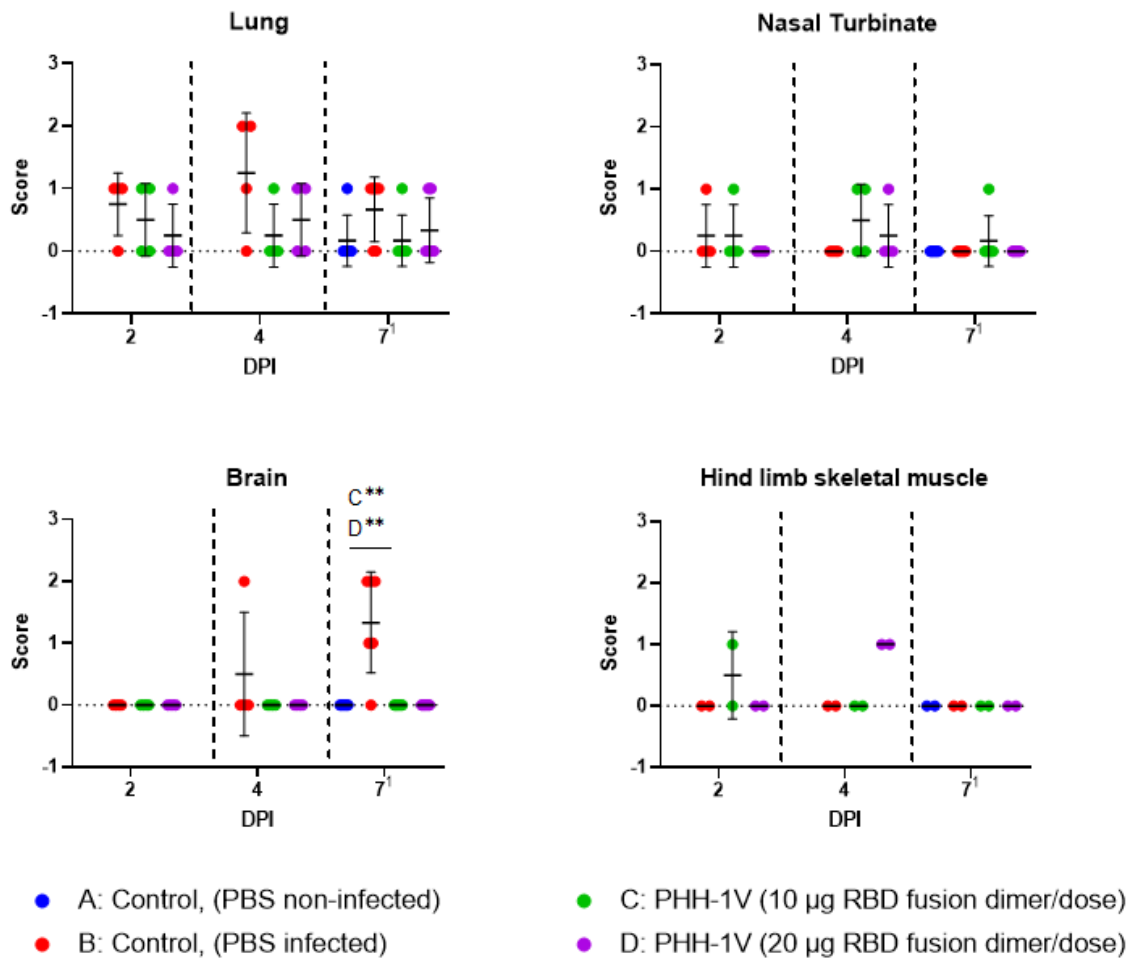 Lung
3
2
1
0
-1
Score
2 4 7¹
DPI
Nasal Turbinate
3
2
1
0
-1
Score
2 4 7¹
DPI
Brain
C**
D**
3
2
1
0
-1
Score
2 4 7¹
DPI
Hind limb skeletal muscle
3
2
1
0
-1
Score
2 4 7¹
DPI
A: Control, (PBS non-infected)
B: Control, (PBS infected)
C: PHH-1V (10 µg RBD fusion dimer/dose)
D: PHH-1V (20 µg RBD fusion dimer/dose)